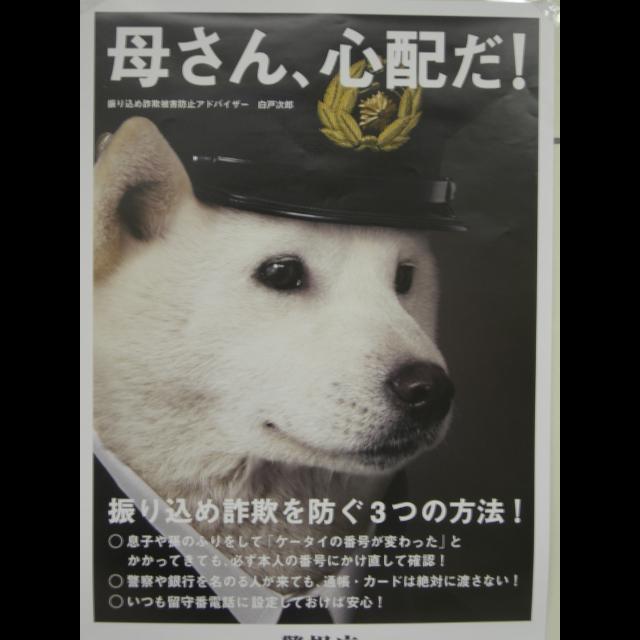 母さん、心配だ!
振り込め詐欺被害防止アドバイザー 白戸次郎
振り込め詐欺を防ぐ3つの方法!
○ 息子や孫のふりをして「ケータイの番号が変わった」と
かかってきても、必ず本人の番号にかけ直して確認!
○ 警察や銀行を名のる人が来ても、通帳・カードは絶対に渡さない!
○ いつも留守番電話に設定しておけば安心!